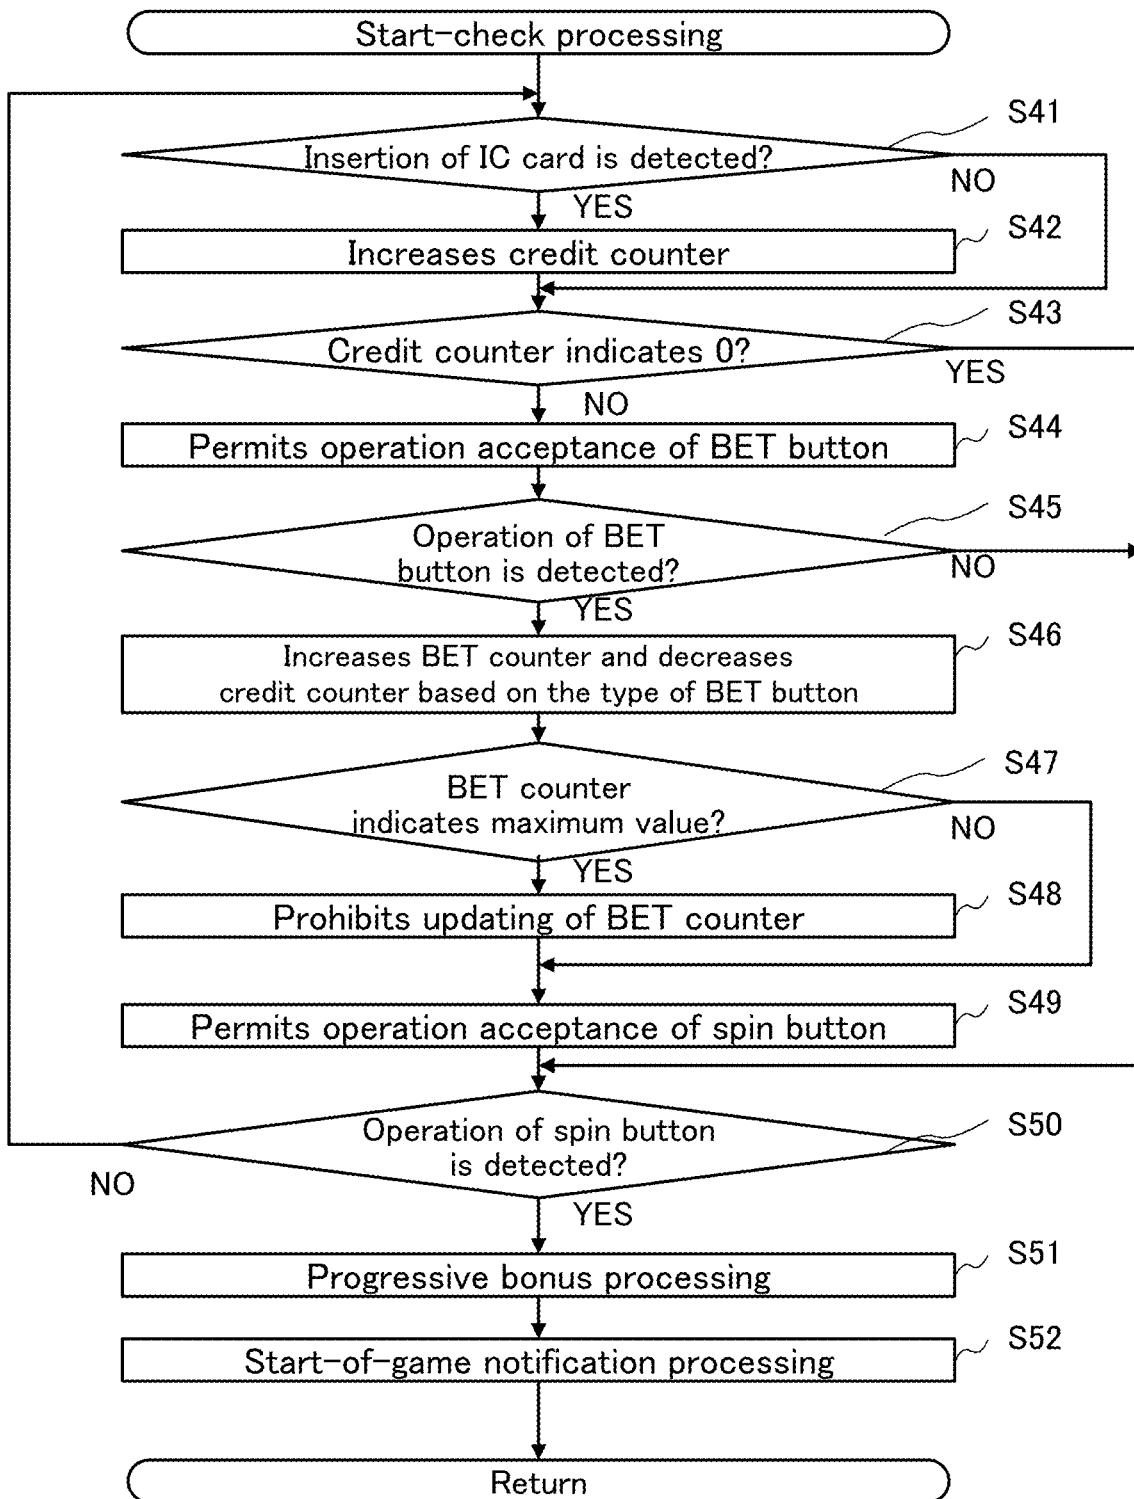 Start-check processing
S41
Insertion of IC card is detected?
NO
YES
S42
Increases credit counter
S43
Credit counter indicates 0?
YES
NO
S44
Permits operation acceptance of BET button
S45
Operation of BET
button is detected?
NO
YES
S46
Increases BET counter and decreases
credit counter based on the type of BET button
S47
BET counter
indicates maximum value?
NO
YES
S48
Prohibits updating of BET counter
S49
Permits operation acceptance of spin button
S50
Operation of spin button
is detected?
NO
YES
S51
Progressive bonus processing
S52
Start-of-game notification processing
Return